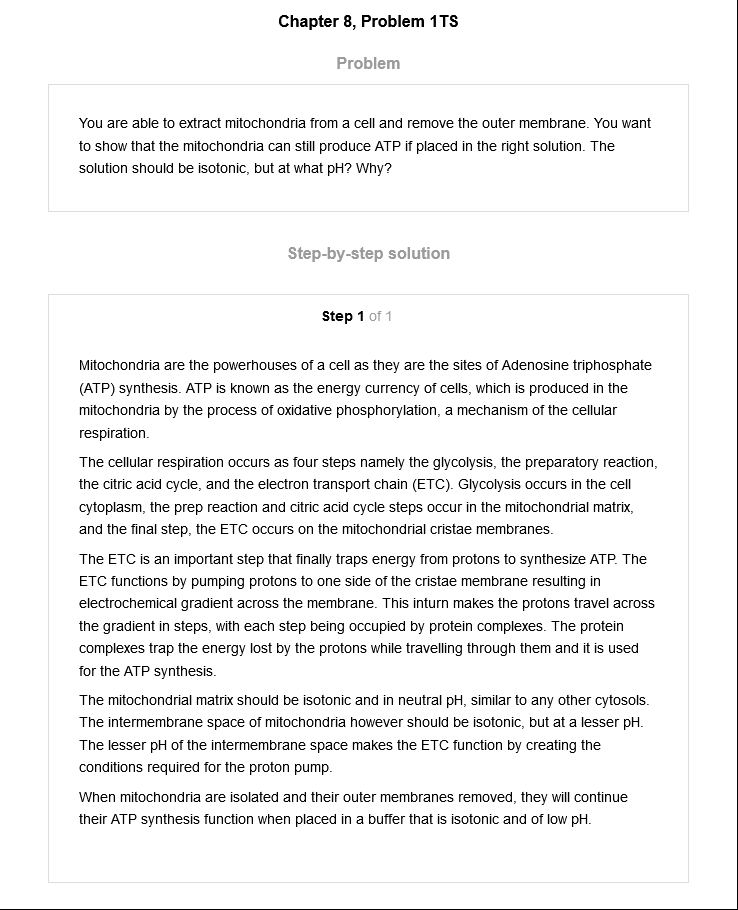 Chapter 8, Problem 1TS
Problem
You are able to extract mitochondria from a cell and remove the outer membrane. You want
to show that the mitochondria can still produce ATP if placed in the right solution. The
solution should be isotonic, but at what pH? Why?
Step-by-step solution
Step 1 of 1
Mitochondria are the powerhouses of a cell as they are the sites of Adenosine triphosphate
(ATP) synthesis. ATP is known as the energy currency of cells, which is produced in the
mitochondria by the process of oxidative phosphorylation, a mechanism of the cellular
respiration.
The cellular respiration occurs as four steps namely the glycolysis, the preparatory reaction,
the citric acid cycle, and the electron transport chain (ETC). Glycolysis occurs in the cell
cytoplasm, the prep reaction and citric acid cycle steps occur in the mitochondrial matrix,
and the final step, the ETC occurs on the mitochondrial cristae membranes.
The ETC is an important step that finally traps energy from protons to synthesize ATP. The
ETC functions by pumping protons to one side of the cristae membrane resulting in
electrochemical gradient across the membrane. This inturn makes the protons travel across
the gradient in steps, with each step being occupied by protein complexes. The protein
complexes trap the energy lost by the protons while travelling through them and it is used
for the ATP synthesis.
The mitochondrial matrix should be isotonic and in neutral pH, similar to any other cytosols.
The intermembrane space of mitochondria however should be isotonic, but at a lesser pH.
The lesser pH of the intermembrane space makes the ETC function by creating the
conditions required for the proton pump.
When mitochondria are isolated and their outer membranes removed, they will continue
their ATP synthesis function when placed in a buffer that is isotonic and of low pH.